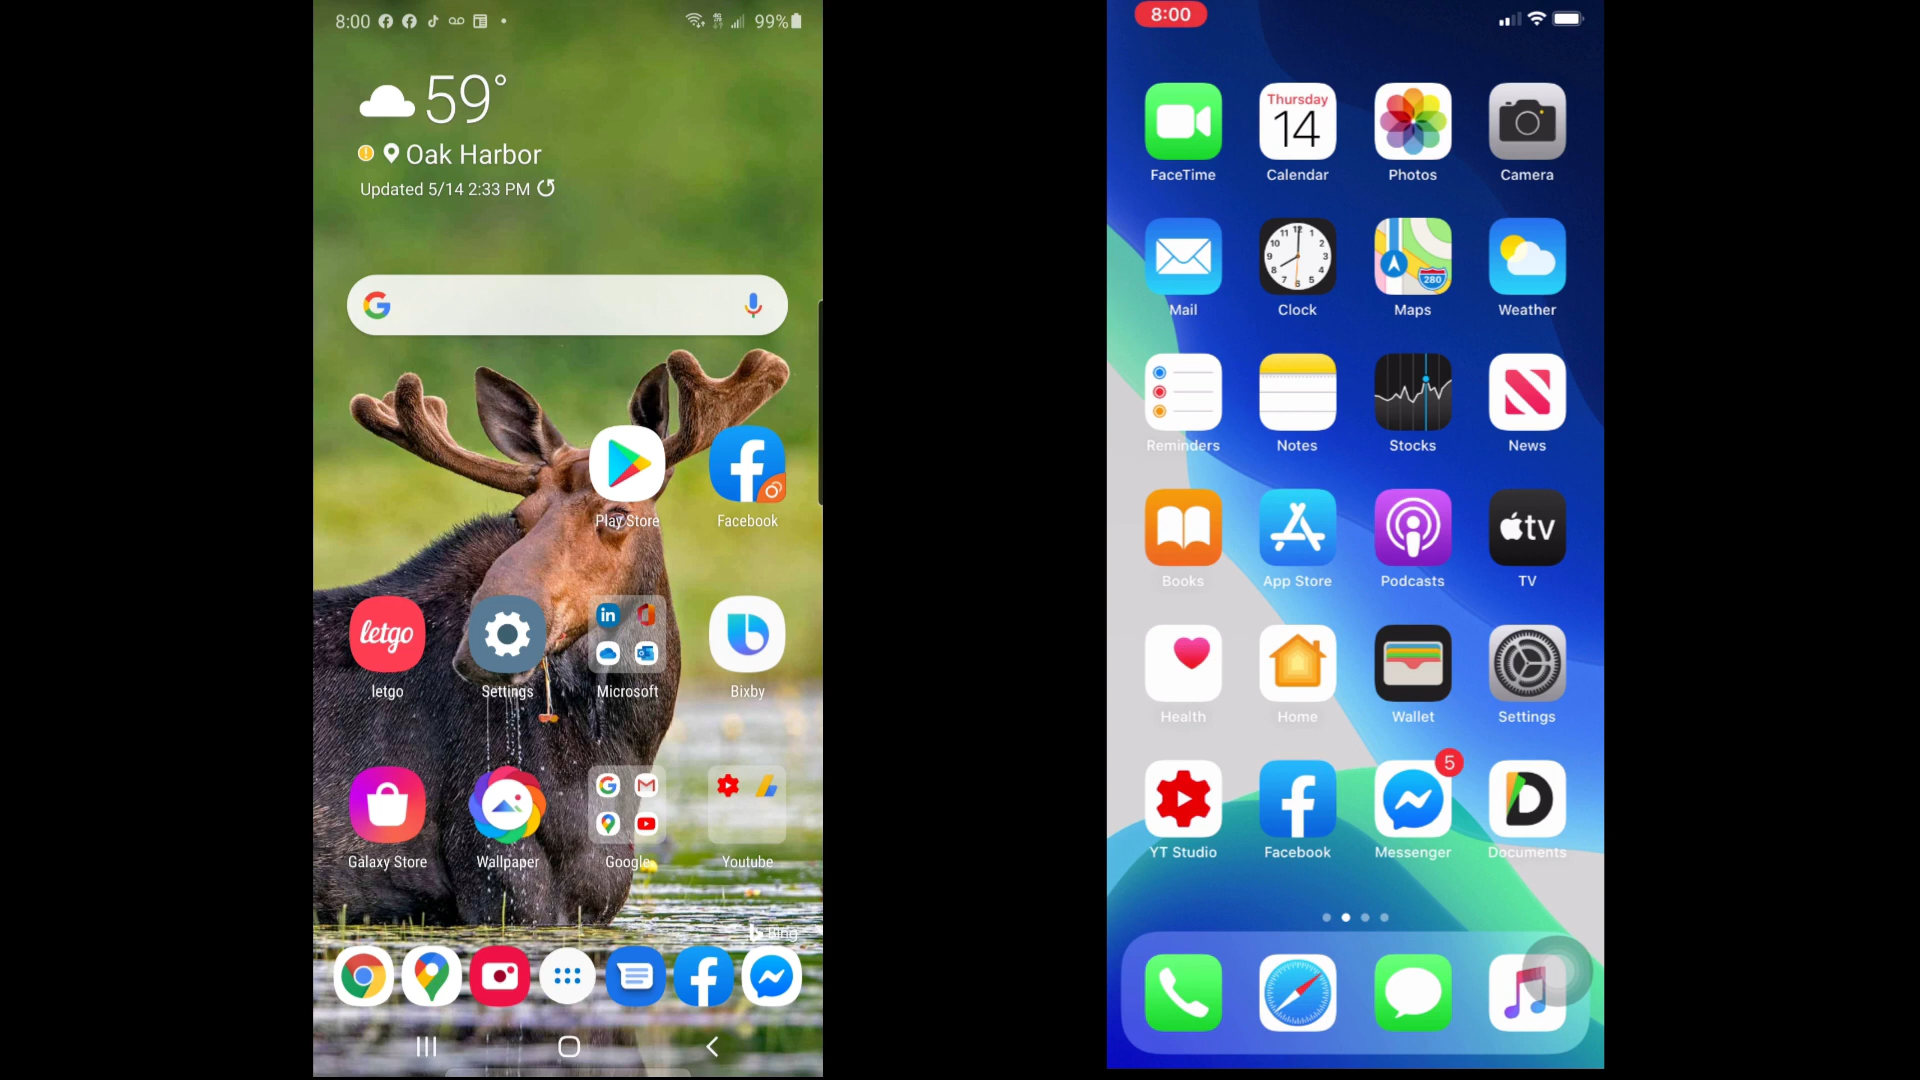 8:00
99%
59°
Oak Harbor
Updated 5/14 2:33 PM
Play Store
Facebook
letgo
letgo
Settings
in
Microsoft
Bixby
Galaxy Store
Wallpaper
Google
Youtube
Bing
8:00
Thursday
14
FaceTime
Calendar
Photos
Camera
280
Mail
Clock
Maps
Weather
Reminders
Notes
Stocks
News
tv
Books
App Store
Podcasts
TV
Health
Home
Wallet
Settings
5
YT Studio
Facebook
Messenger
Documents